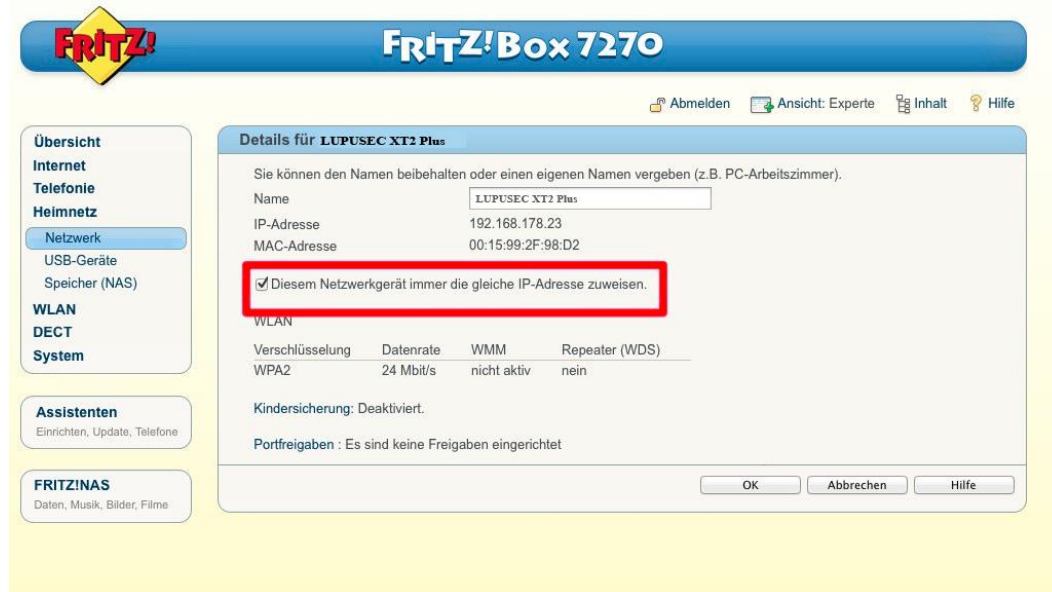 FRITZ!
FRITZ!Box 7270
Abmelden Ansicht: Experte Inhalt Hilfe
Übersicht
Internet
Telefonie
Heimnetz
Netzwerk
USB-Geräte
Speicher (NAS)
WLAN
DECT
System
Assistenten
Einrichten, Update, Telefone
FRITZ!NAS
Daten, Musik, Bilder, Filme
Details für LUPUSEC XT2 Plus
Sie können den Namen beibehalten oder einen eigenen Namen vergeben (z.B. PC-Arbeitszimmer).
Name LUPUSEC XT2 Plus
IP-Adresse 192.168.178.23
MAC-Adresse 00:15:99:2F:98:D2
Diesem Netzwerkgerät immer die gleiche IP-Adresse zuweisen.
WLAN
Verschlüsselung Datenrate WMM Repeater (WDS)
WPA2 24 Mbit/s nicht aktiv nein
Kindersicherung: Deaktiviert.
Portfreigaben : Es sind keine Freigaben eingerichtet
OK Abbrechen Hilfe